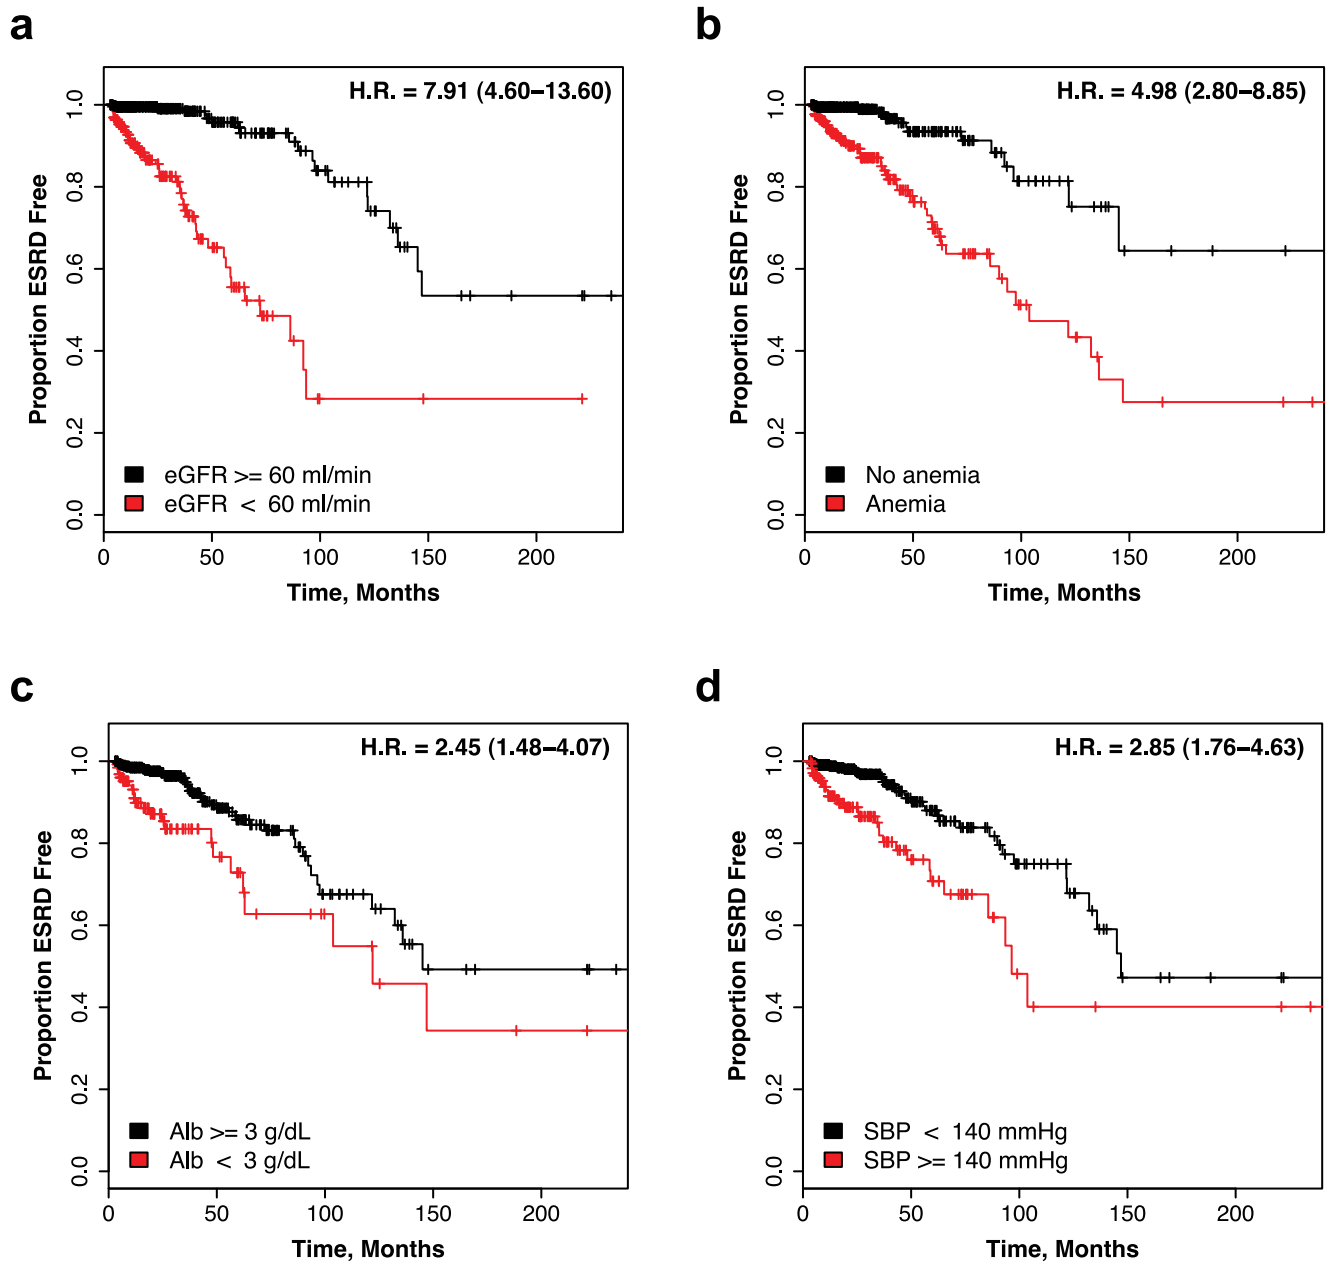 a
H.R. = 7.91 (4.60–13.60)
Proportion ESRD Free
1.0
0.8
0.6
0.4
0.2
0.0
eGFR >= 60 ml/min
eGFR < 60 ml/min
0 50 100 150 200
Time, Months
b
H.R. = 4.98 (2.80–8.85)
Proportion ESRD Free
1.0
0.8
0.6
0.4
0.2
0.0
No anemia
Anemia
0 50 100 150 200
Time, Months
c
H.R. = 2.45 (1.48–4.07)
Proportion ESRD Free
1.0
0.8
0.6
0.4
0.2
0.0
Alb >= 3 g/dL
Alb < 3 g/dL
0 50 100 150 200
Time, Months
d
H.R. = 2.85 (1.76–4.63)
Proportion ESRD Free
1.0
0.8
0.6
0.4
0.2
0.0
SBP < 140 mmHg
SBP >= 140 mmHg
0 50 100 150 200
Time, Months